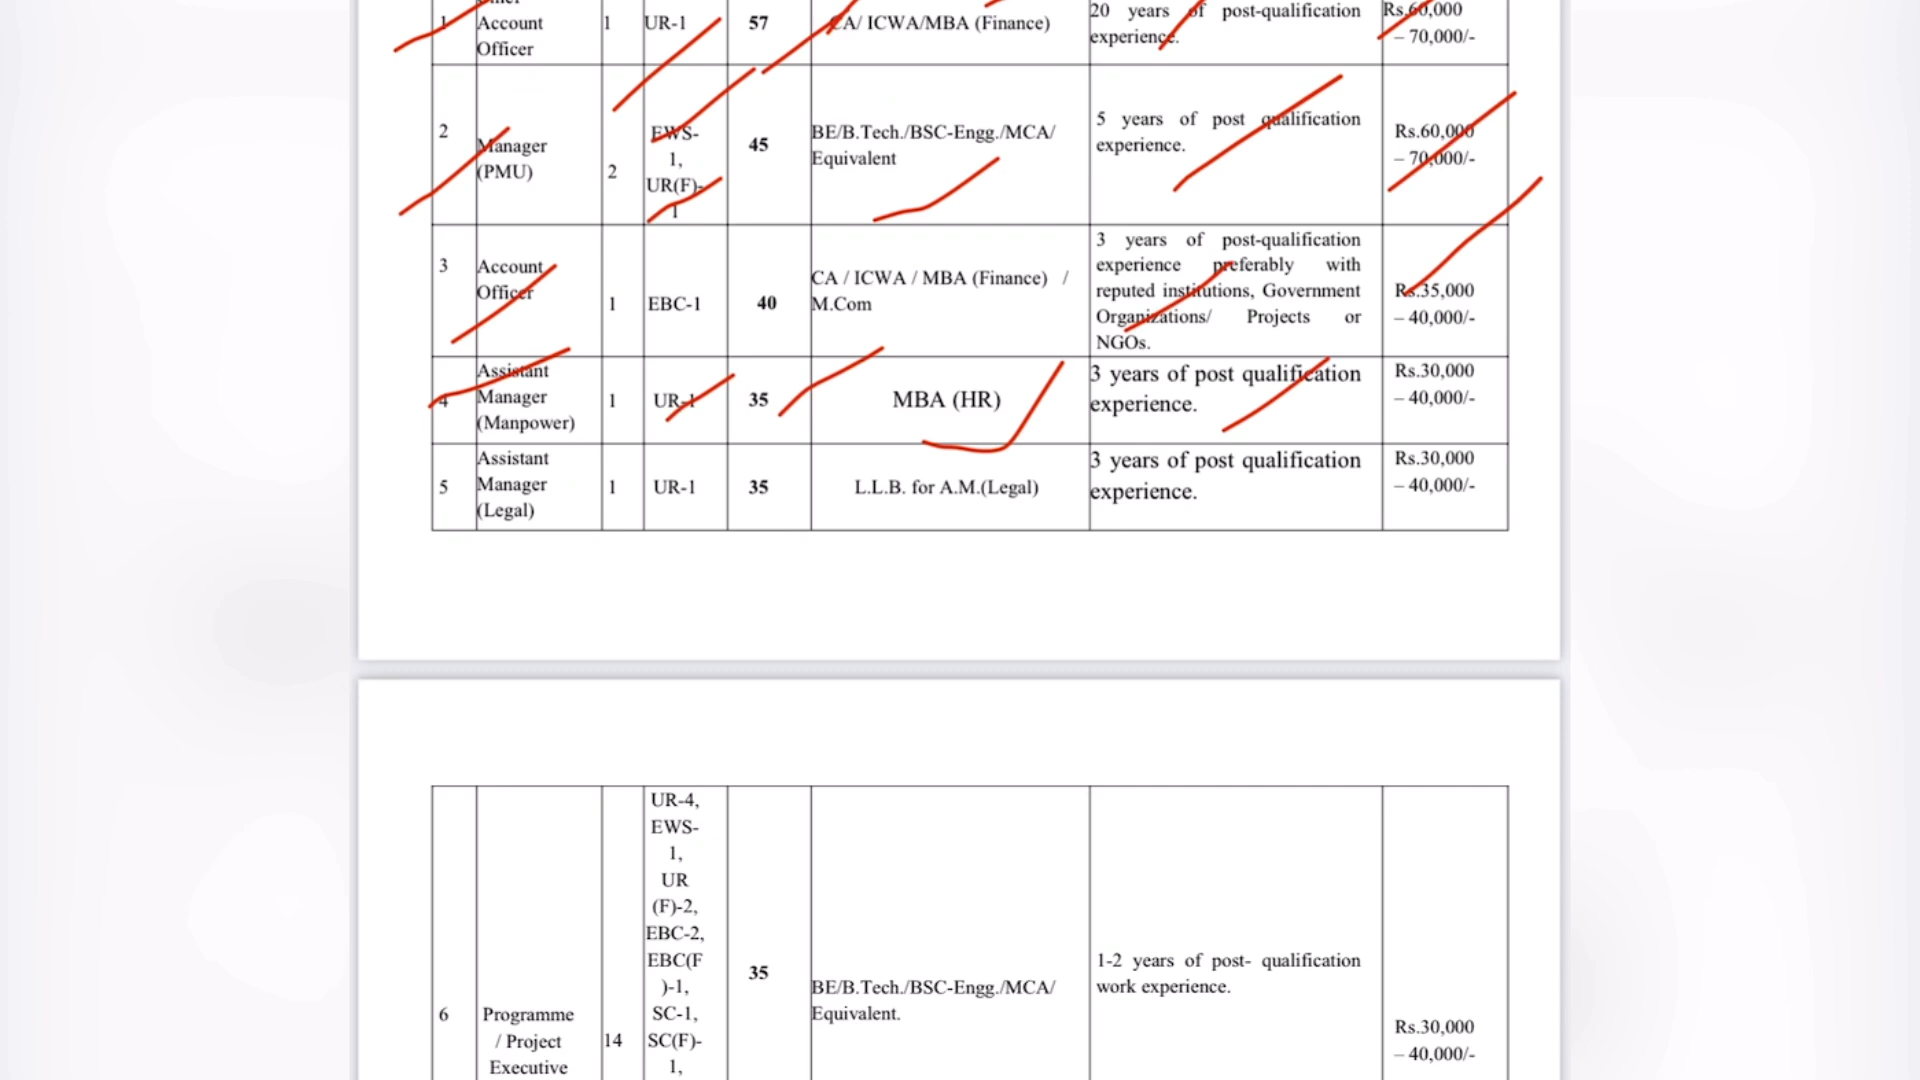 Account
Officer
1
1
UR-1
57
CA/ ICWA/MBA (Finance)
20 years of post-qualification
experience.
Rs.60,000
– 70,000/-
2
Manager
(PMU)
2
EWS-
1,
UR(F)-
1
45
BE/B.Tech./BSC-Engg./MCA/
Equivalent
5 years of post qualification
experience.
Rs.60,000
– 70,000/-
3
Account
Officer
1
EBC-1
40
CA / ICWA / MBA (Finance) /
M.Com
3 years of post-qualification
experience preferably with
reputed institutions, Government
Organizations/ Projects or
NGOs.
Rs.35,000
– 40,000/-
4
Assistant
Manager
(Manpower)
1
UR-1
35
MBA (HR)
3 years of post qualification
experience.
Rs.30,000
– 40,000/-
5
Assistant
Manager
(Legal)
1
UR-1
35
L.L.B. for A.M.(Legal)
3 years of post qualification
experience.
Rs.30,000
– 40,000/-
6
Programme
/ Project
Executive
14
UR-4,
EWS-
1,
UR
(F)-2,
EBC-2,
EBC(F
)-1,
SC-1,
SC(F)-
1,
35
BE/B.Tech./BSC-Engg./MCA/
Equivalent.
1-2 years of post- qualification
work experience.
Rs.30,000
– 40,000/-